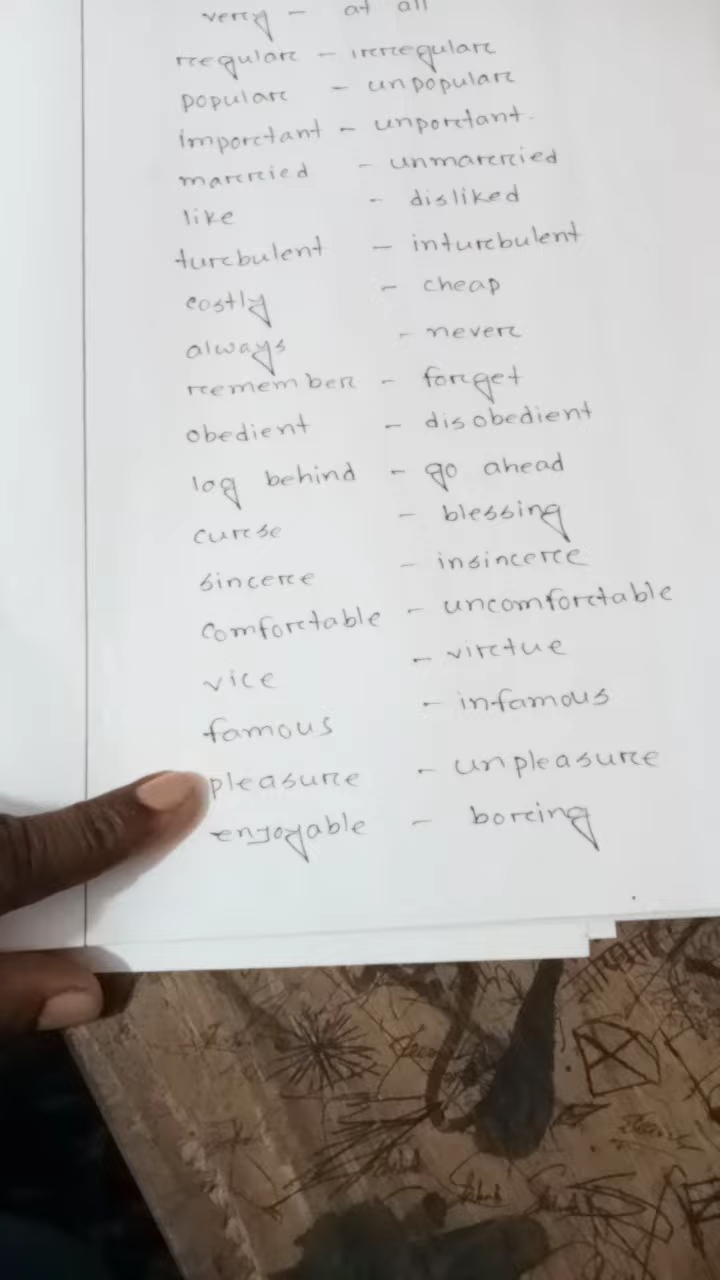 very - at all
regular - irregular
popular - unpopular
important - unportant.
married - unmarried
like - disliked
turbulent - inturbulent
costly - cheap
always - never
remember - forget
obedient - disobedient
log behind - go ahead
curse - blessing
sincere - insincere
comfortable - uncomfortable
vice - virtue
famous - infamous
pleasure - unpleasure
enjoyable - boring